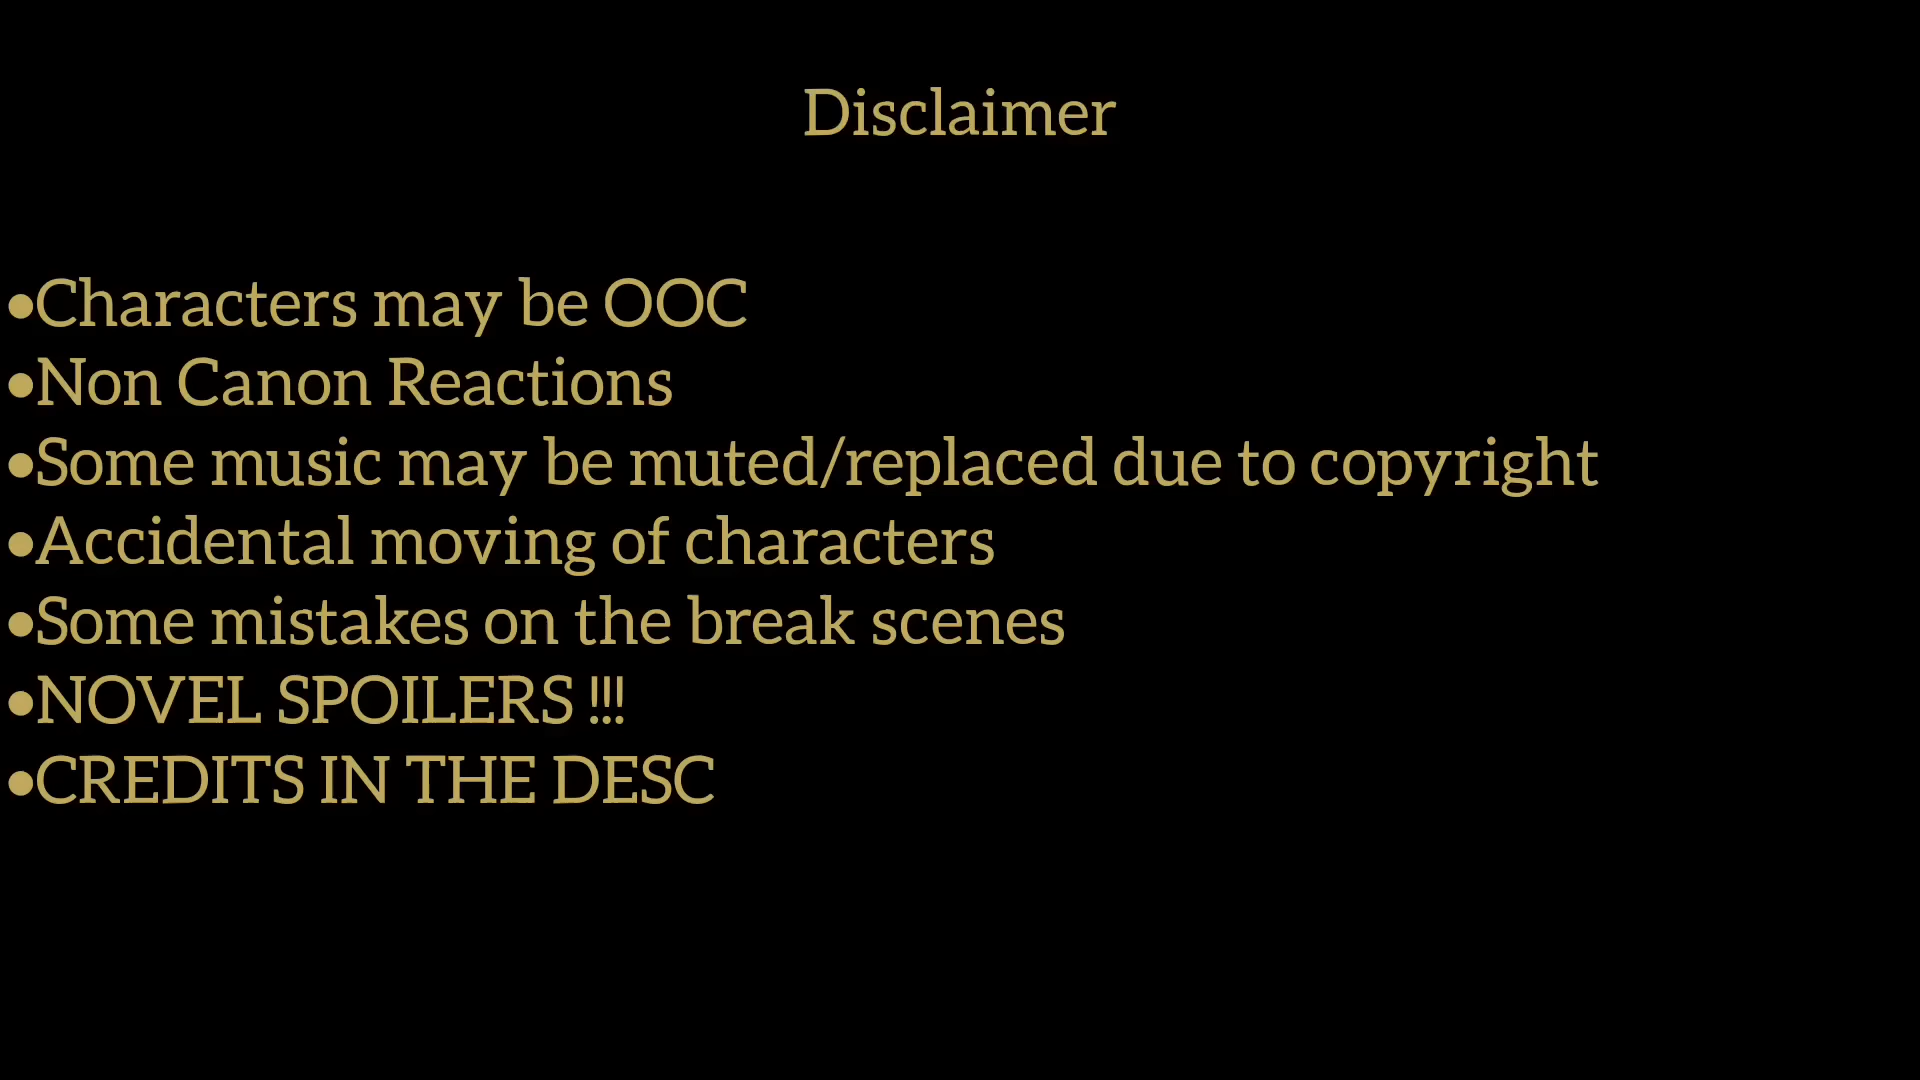 Disclaimer
•Characters may be OOC
•Non Canon Reactions
•Some music may be muted/replaced due to copyright
•Accidental moving of characters
•Some mistakes on the break scenes
•NOVEL SPOILERS !!!
•CREDITS IN THE DESC